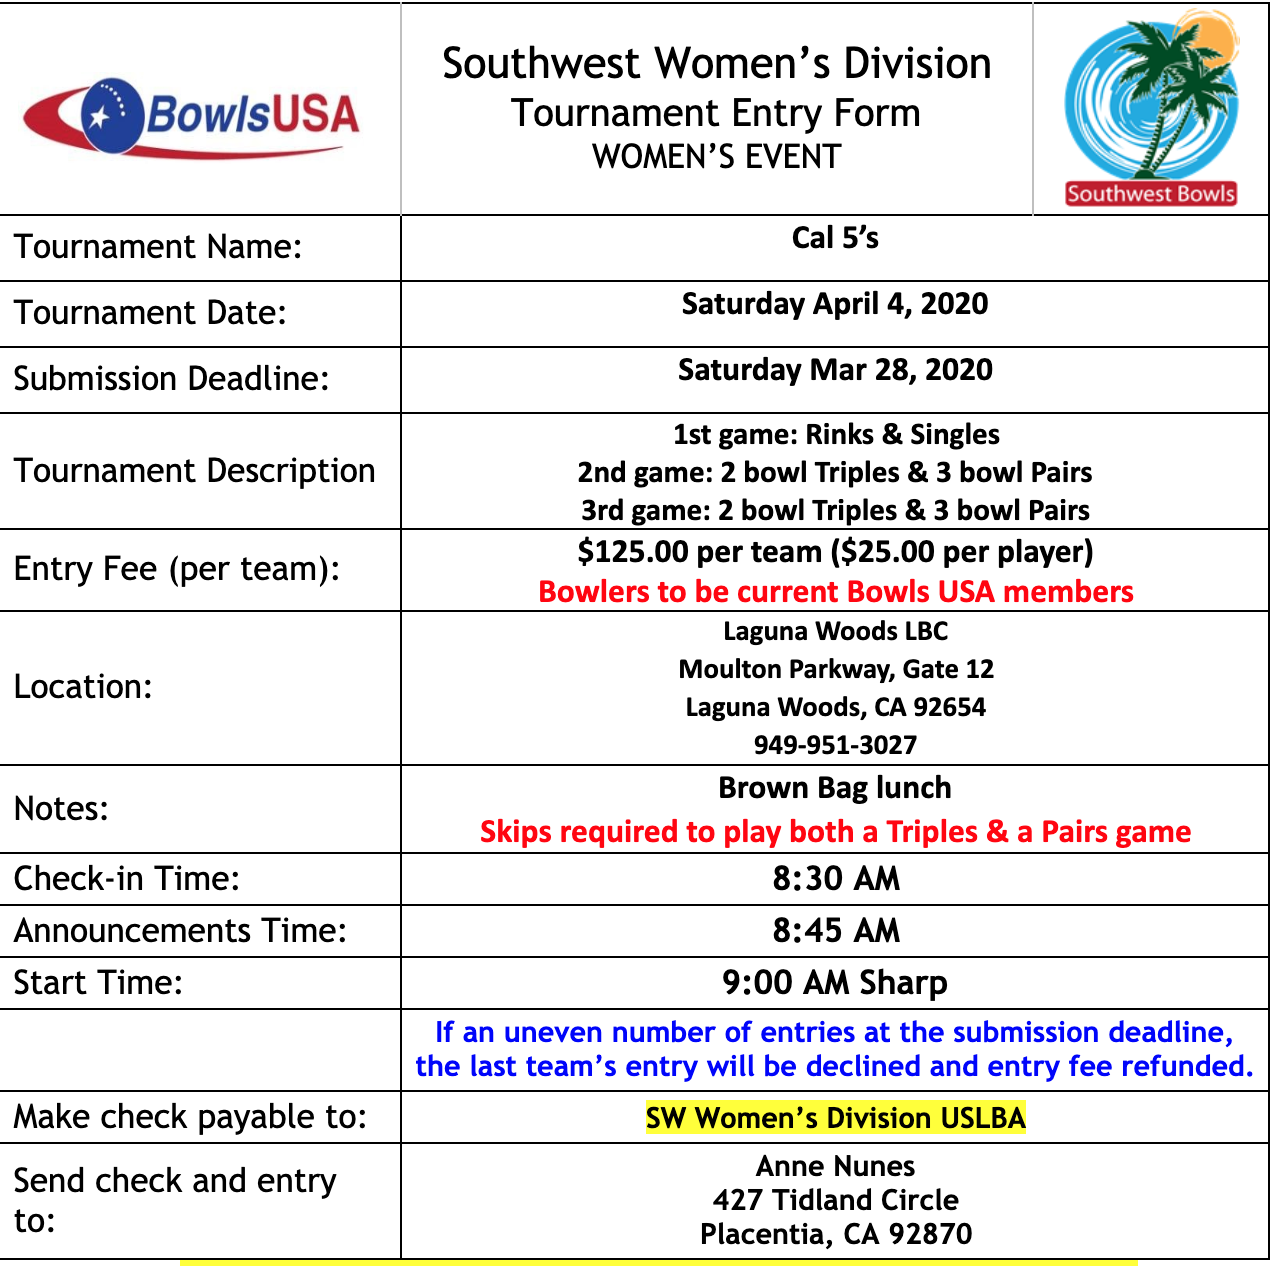 BowlsUSA
Southwest Women's Division
Tournament Entry Form
WOMEN'S EVENT
Southwest Bowls
Tournament Name:
Cal 5's
Tournament Date:
Saturday April 4, 2020
Submission Deadline:
Saturday Mar 28, 2020
Tournament Description
1st game: Rinks & Singles
2nd game: 2 bowl Triples & 3 bowl Pairs
3rd game: 2 bowl Triples & 3 bowl Pairs
Entry Fee (per team):
$125.00 per team ($25.00 per player)
Bowlers to be current Bowls USA members
Location:
Laguna Woods LBC
Moulton Parkway, Gate 12
Laguna Woods, CA 92654
949-951-3027
Notes:
Brown Bag lunch
Skips required to play both a Triples & a Pairs game
Check-in Time:
8:30 AM
Announcements Time:
8:45 AM
Start Time:
9:00 AM Sharp
If an uneven number of entries at the submission deadline,
the last team's entry will be declined and entry fee refunded.
Make check payable to:
SW Women's Division USLBA
Send check and entry
to:
Anne Nunes
427 Tidland Circle
Placentia, CA 92870